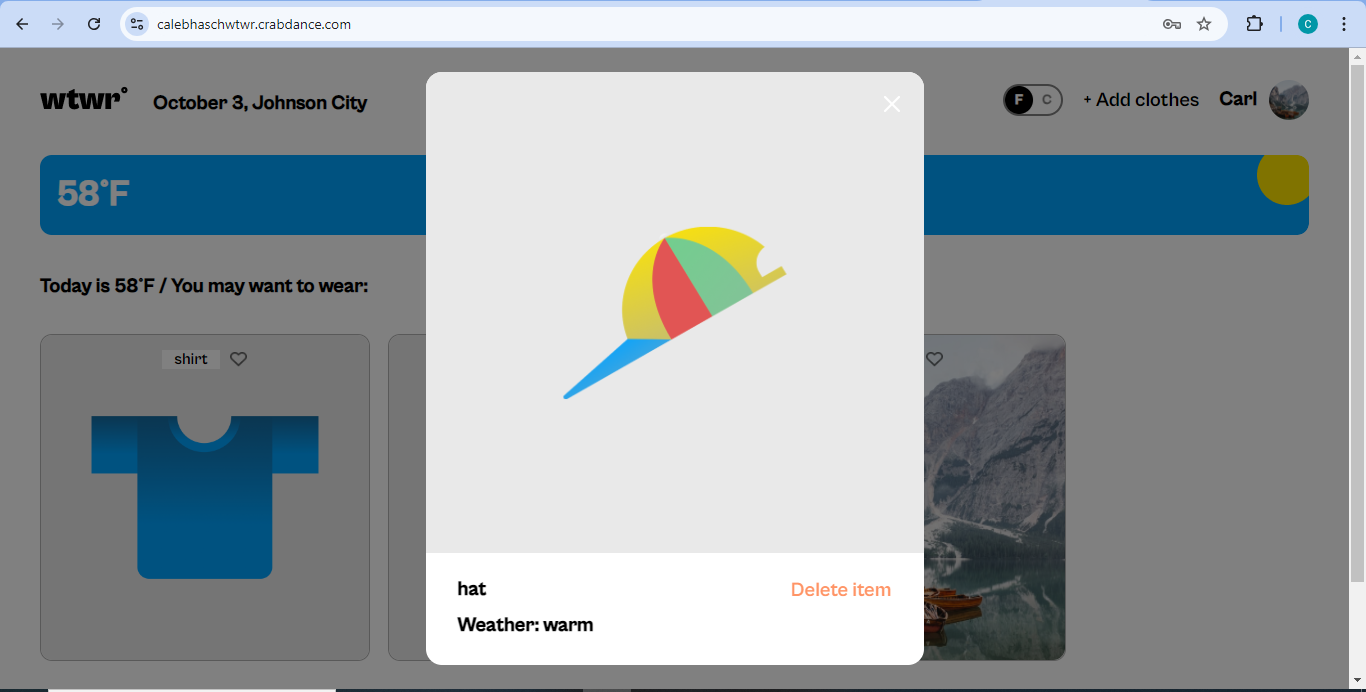 calebhaschwtwr.crabdance.com
C
wtwr°
October 3, Johnson City
F C
+ Add clothes
Carl
58°F
Today is 58°F / You may want to wear:
shirt
hat
Delete item
Weather: warm